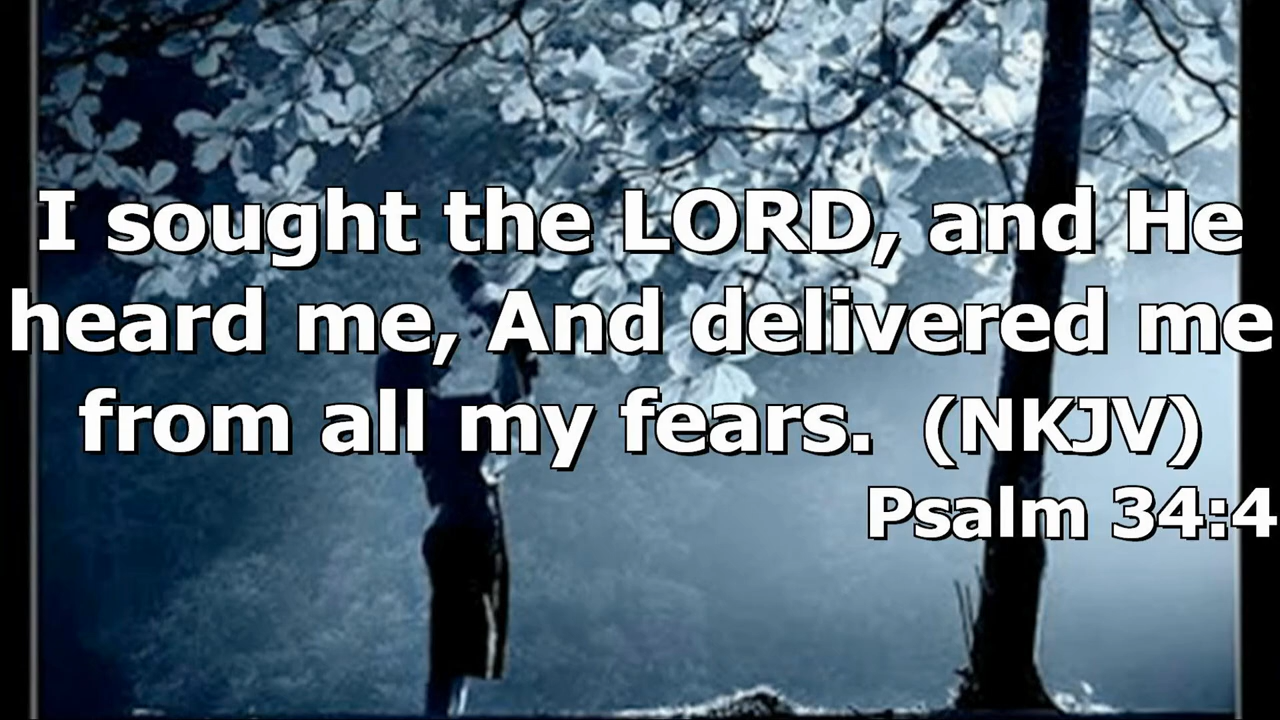 I sought the LORD, and He
heard me, And delivered me
from all my fears.  (NKJV)
Psalm 34:4